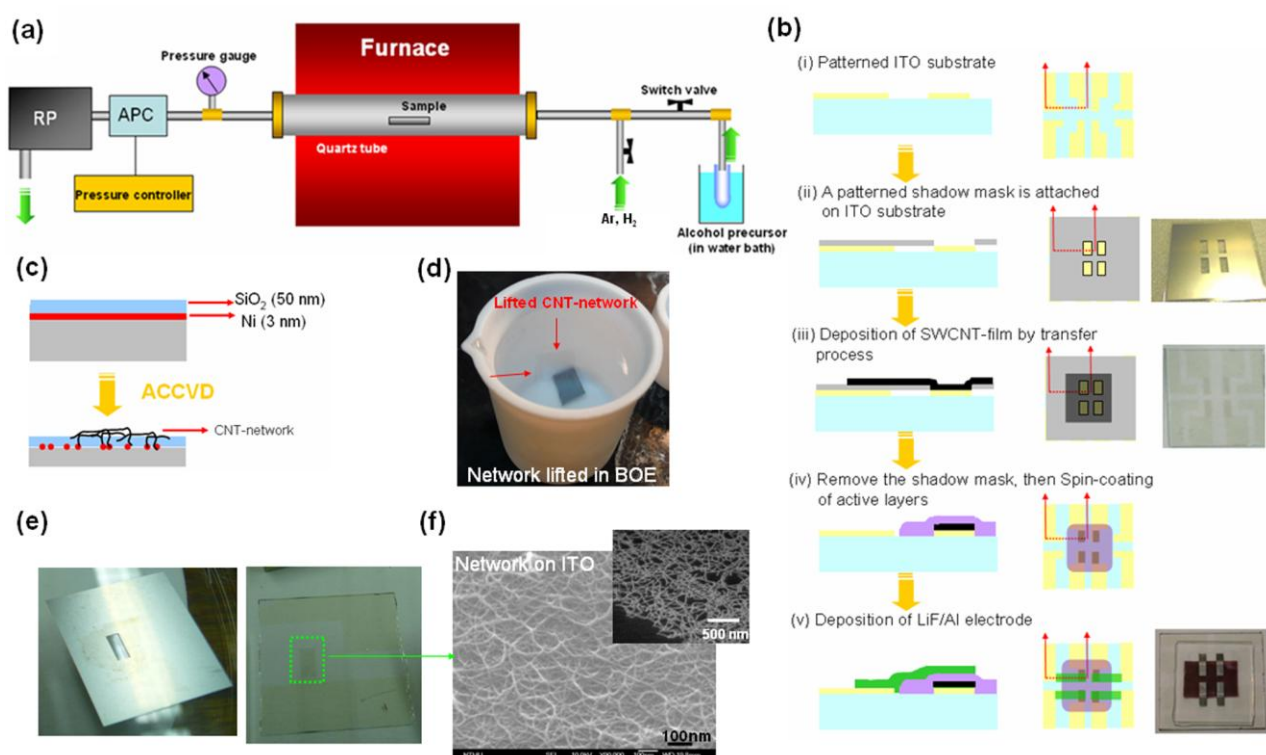 (a)
Pressure gauge
Furnace
Sample
Switch valve
RP
APC
Quartz tube
Pressure controller
Ar, H₂
Alcohol precursor
(in water bath)
(b)
(i) Patterned ITO substrate
(ii) A patterned shadow mask is attached
on ITO substrate
(iii) Deposition of SWCNT-film by transfer
process
(iv) Remove the shadow mask, then Spin-coating
of active layers
(v) Deposition of LiF/Al electrode
(c)
SiO₂ (50 nm)
Ni (3 nm)
ACCVD
CNT-network
(d)
Lifted CNT-network
Network lifted in BOE
(e)
(f)
Network on ITO
500 nm
100nm